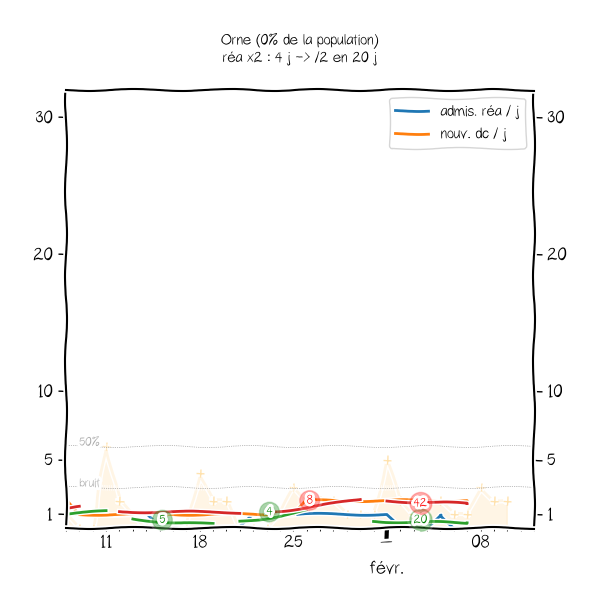 Orne (0% de la population)
réa x2 : 4 j -> /2 en 20 j
admis. réa / j
nouv. dc / j
30 30
20 20
10 10
50%
5 5
bruit
8 42
4
1 5 20 1
11 18 25 1 08
févr.